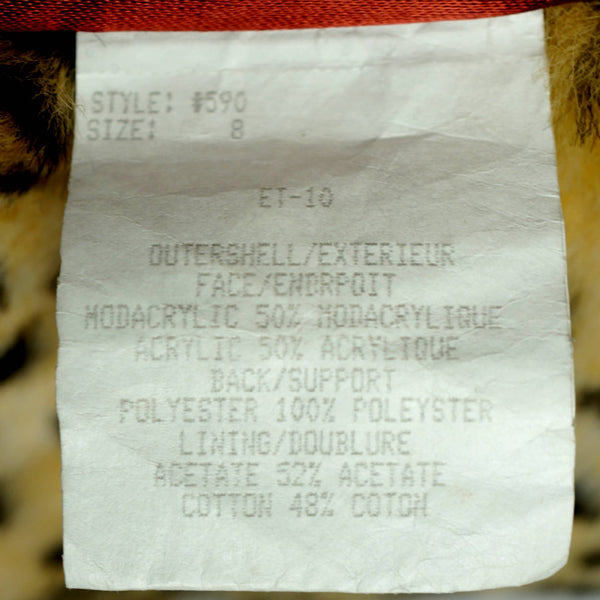 STYLE: #590
SIZE: 8
ET-10
OUTERSHELL/EXTERIEUR
FACE/ENDRPOIT
MODACRYLIC 50% MODACRYLIQUE
ACRYLIC 50% ACRYLIQUE
BACK/SUPPORT
POLYESTER 100% POLEYSTER
LINING/DOUBLURE
ACETATE 52% ACETATE
COTTON 48% COTON